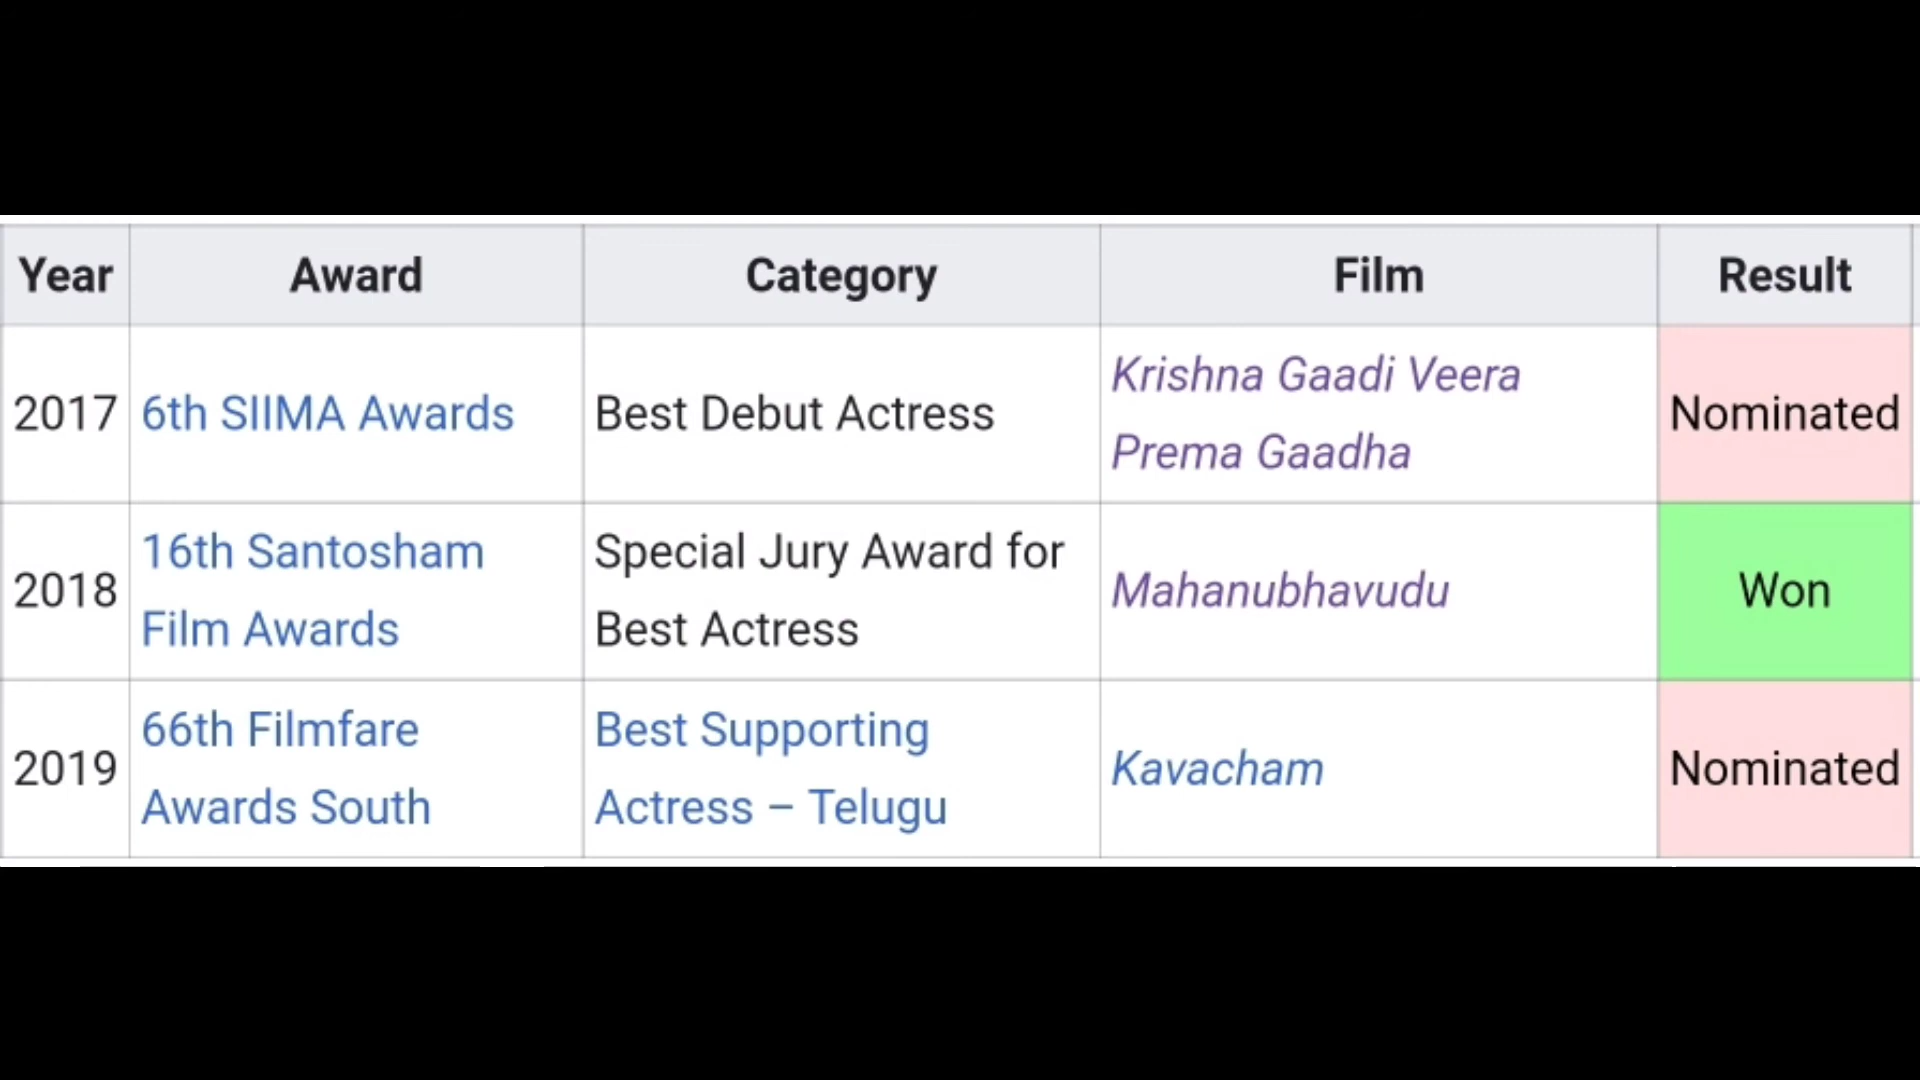 Year Award Category Film Result
2017 6th SIIMA Awards Best Debut Actress Krishna Gaadi Veera
Prema Gaadha Nominated
2018 16th Santosham
Film Awards Special Jury Award for
Best Actress Mahanubhavudu Won
2019 66th Filmfare
Awards South Best Supporting
Actress – Telugu Kavacham Nominated